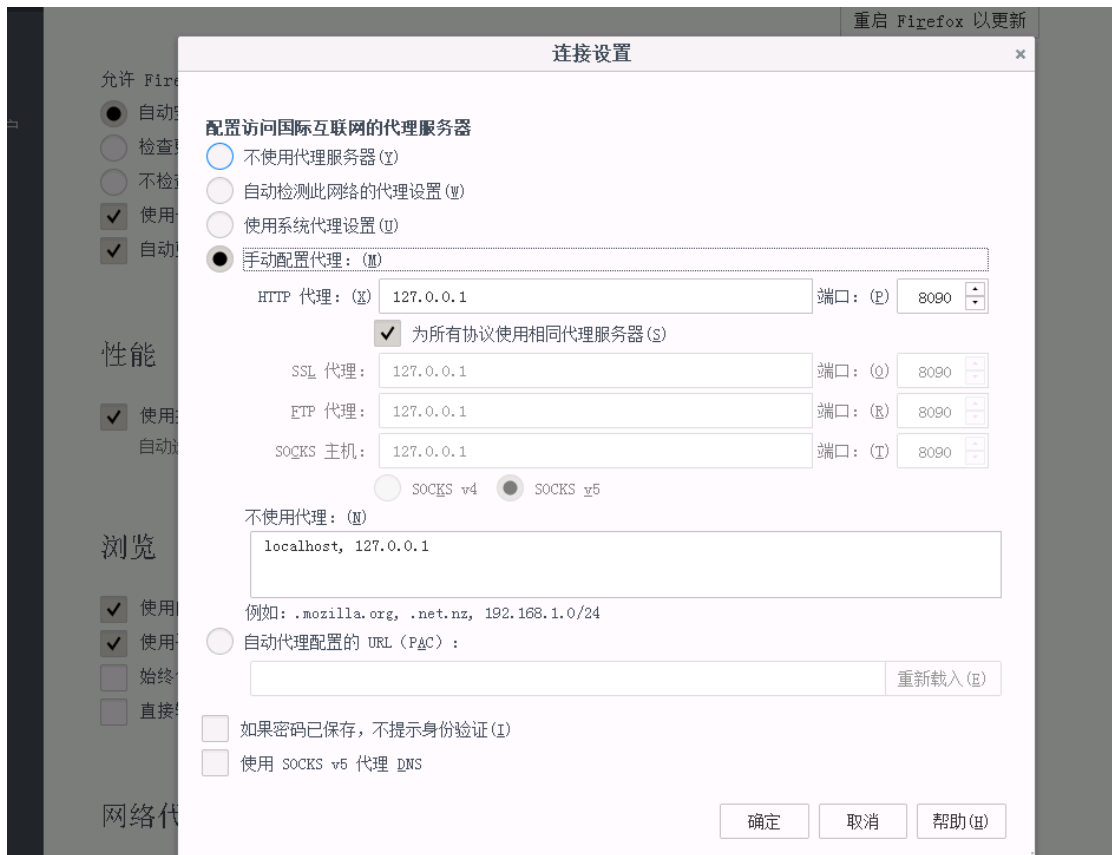 重启 Firefox 以更新
连接设置
×
允许 Fire
自动
检查
不检查
使用
自动
配置访问国际互联网的代理服务器
不使用代理服务器(Y)
自动检测此网络的代理设置(W)
使用系统代理设置(U)
手动配置代理：(M)
HTTP 代理：(X) 127.0.0.1 端口：(P) 8090
为所有协议使用相同代理服务器(S)
性能
SSL 代理： 127.0.0.1 端口：(O) 8090
使用
FTP 代理： 127.0.0.1 端口：(R) 8090
自动
SOCKS 主机： 127.0.0.1 端口：(T) 8090
SOCKS v4 SOCKS v5
不使用代理：(N)
浏览
localhost, 127.0.0.1
使用
例如：.mozilla.org, .net.nz, 192.168.1.0/24
使用
自动代理配置的 URL（PAC）：
始终
重新载入(E)
直接
如果密码已保存，不提示身份验证(I)
使用 SOCKS v5 代理 DNS
网络代
确定 取消 帮助(H)